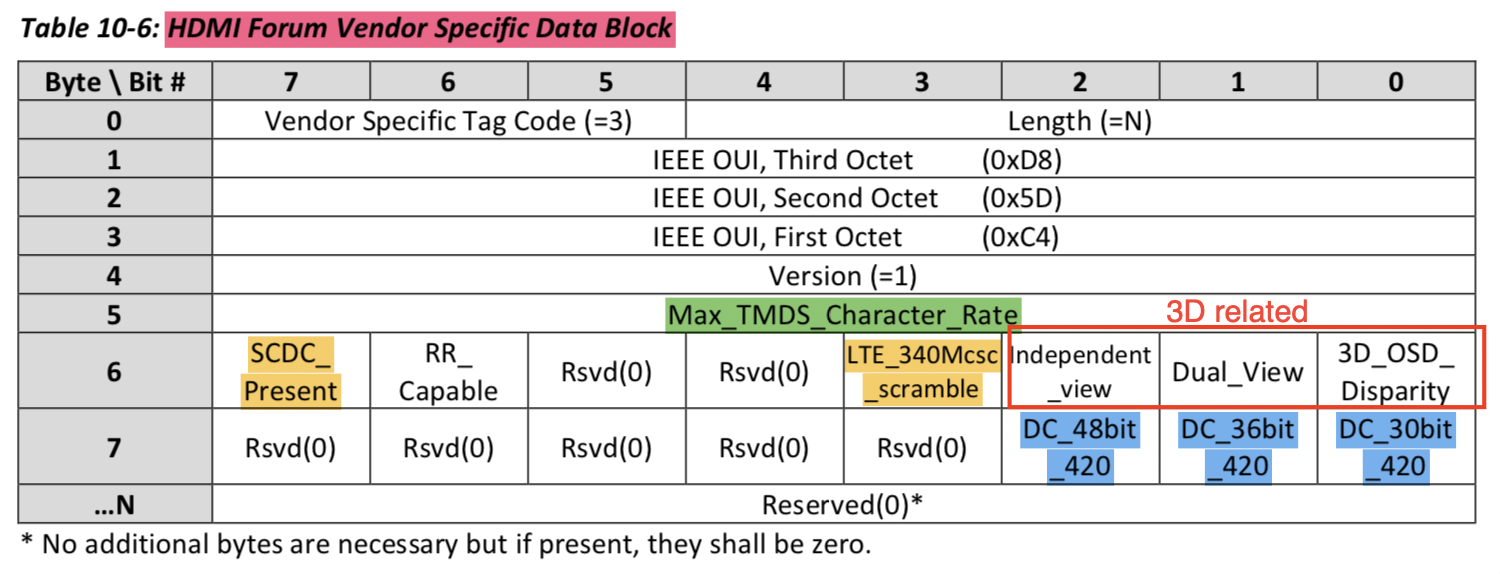 Table 10-6: HDMI Forum Vendor Specific Data Block
Byte \ Bit # 7 6 5 4 3 2 1 0
0 Vendor Specific Tag Code (=3) Length (=N)
1 IEEE OUI, Third Octet (0xD8)
2 IEEE OUI, Second Octet (0x5D)
3 IEEE OUI, First Octet (0xC4)
4 Version (=1)
5 Max_TMDS_Character_Rate 3D related
6 SCDC_ RR_ Rsvd(0) Rsvd(0) LTE_340Mcsc Independent Dual_View 3D_OSD_
Present Capable _scramble _view Disparity
7 Rsvd(0) Rsvd(0) Rsvd(0) Rsvd(0) Rsvd(0) DC_48bit DC_36bit DC_30bit
_420 _420 _420
...N Reserved(0)*
* No additional bytes are necessary but if present, they shall be zero.